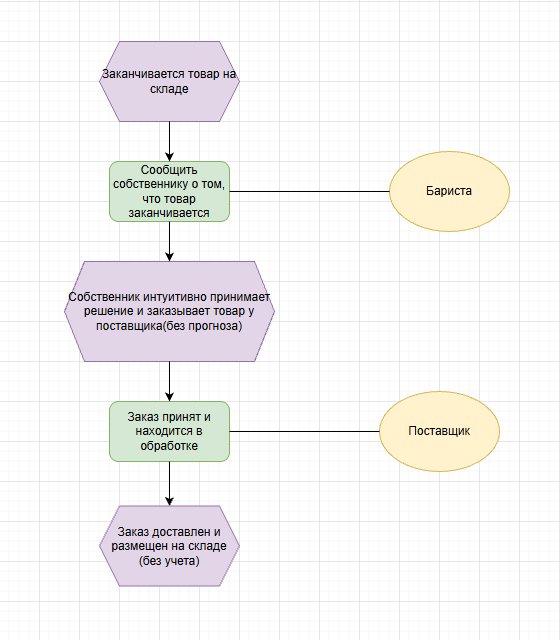 Заканчивается товар на
складе
Сообщить
собственнику о том,
что товар
заканчивается
Бариста
Собственник интуитивно принимает
решение и заказывает товар у
поставщика(без прогноза)
Заказ принят и
находится в
обработке
Поставщик
Заказ доставлен и
размещен на складе
(без учета)